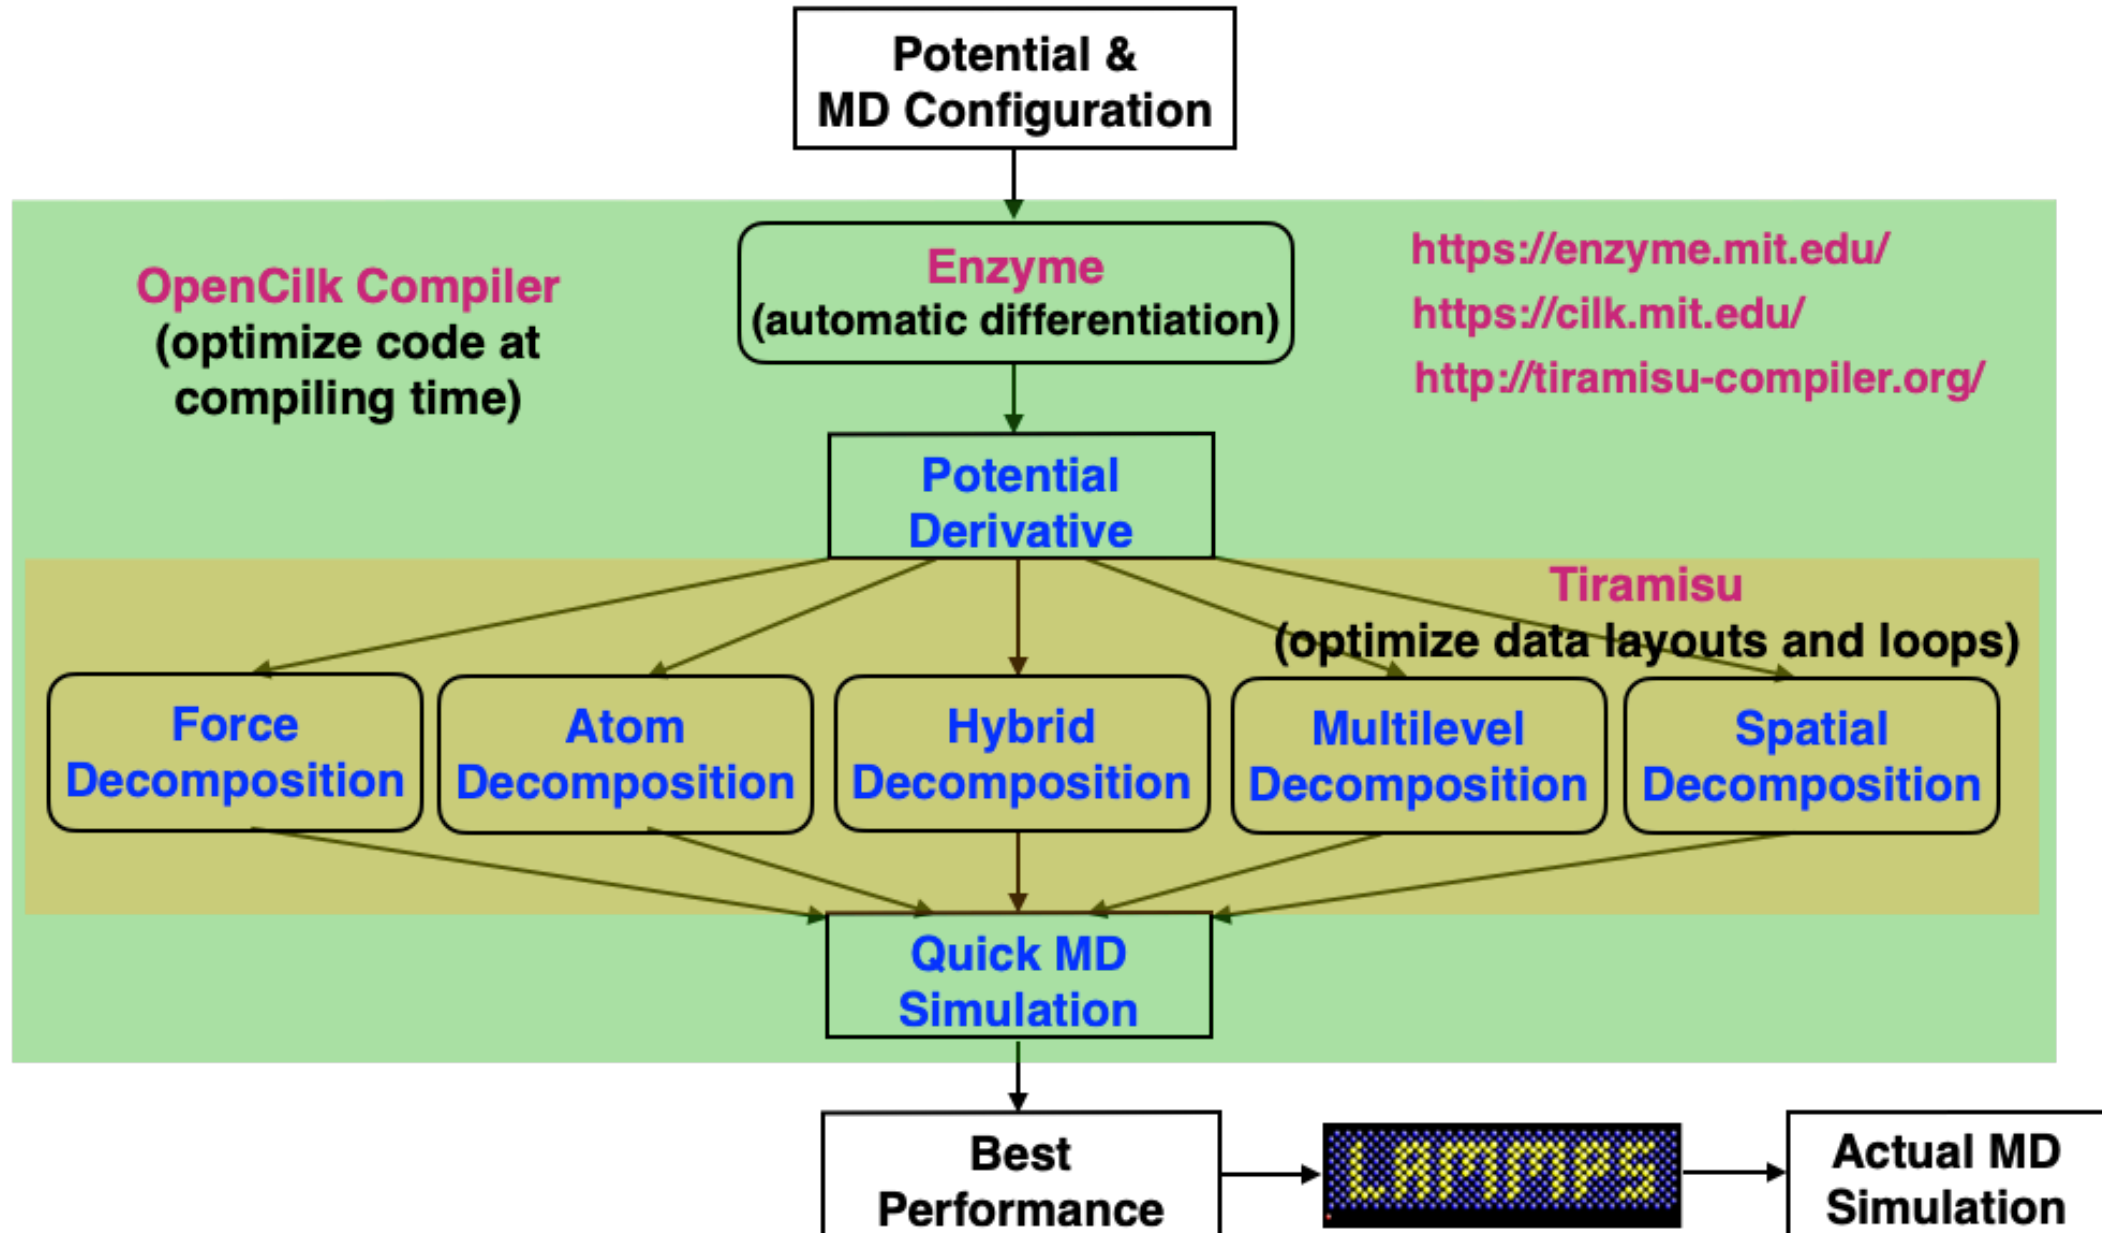 Potential &
MD Configuration
Enzyme
(automatic differentiation)
OpenCilk Compiler
(optimize code at
compiling time)
https://enzyme.mit.edu/
https://cilk.mit.edu/
http://tiramisu-compiler.org/
Potential
Derivative
Tiramisu
(optimize data layouts and loops)
Force
Decomposition
Atom
Decomposition
Hybrid
Decomposition
Multilevel
Decomposition
Spatial
Decomposition
Quick MD
Simulation
Best
Performance
LAMMPS
Actual MD
Simulation